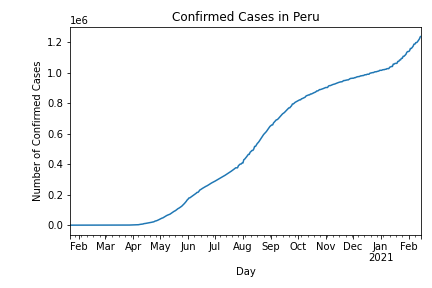 Confirmed Cases in Peru
1e6
1.2
1.0
0.8
0.6
0.4
0.2
0.0
Number of Confirmed Cases
Feb Mar Apr May Jun Jul Aug Sep Oct Nov Dec Jan Feb
2021
Day